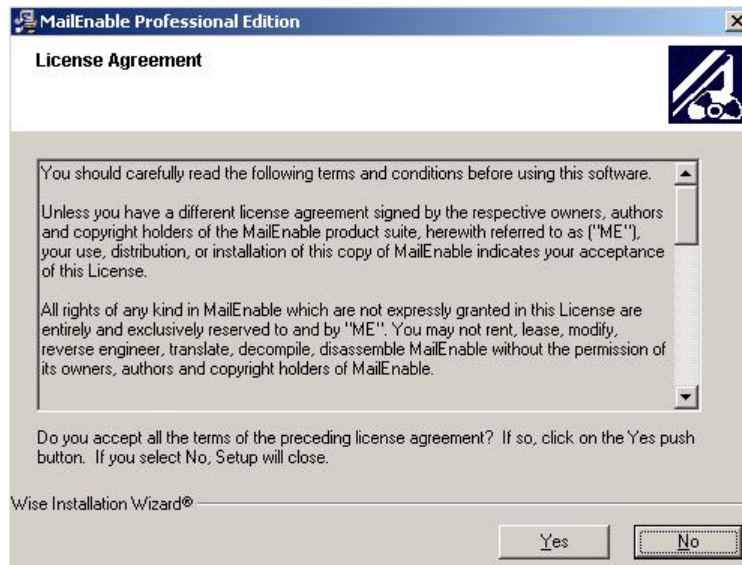 MailEnable Professional Edition
License Agreement
You should carefully read the following terms and conditions before using this software.
Unless you have a different license agreement signed by the respective owners, authors
and copyright holders of the MailEnable product suite, herewith referred to as ("ME"),
your use, distribution, or installation of this copy of MailEnable indicates your acceptance
of this License.
All rights of any kind in MailEnable which are not expressly granted in this License are
entirely and exclusively reserved to and by "ME". You may not rent, lease, modify,
reverse engineer, translate, decompile, disassemble MailEnable without the permission of
its owners, authors and copyright holders of MailEnable.
Do you accept all the terms of the preceding license agreement? If so, click on the Yes push
button. If you select No, Setup will close.
Wise Installation Wizard®
Yes
No